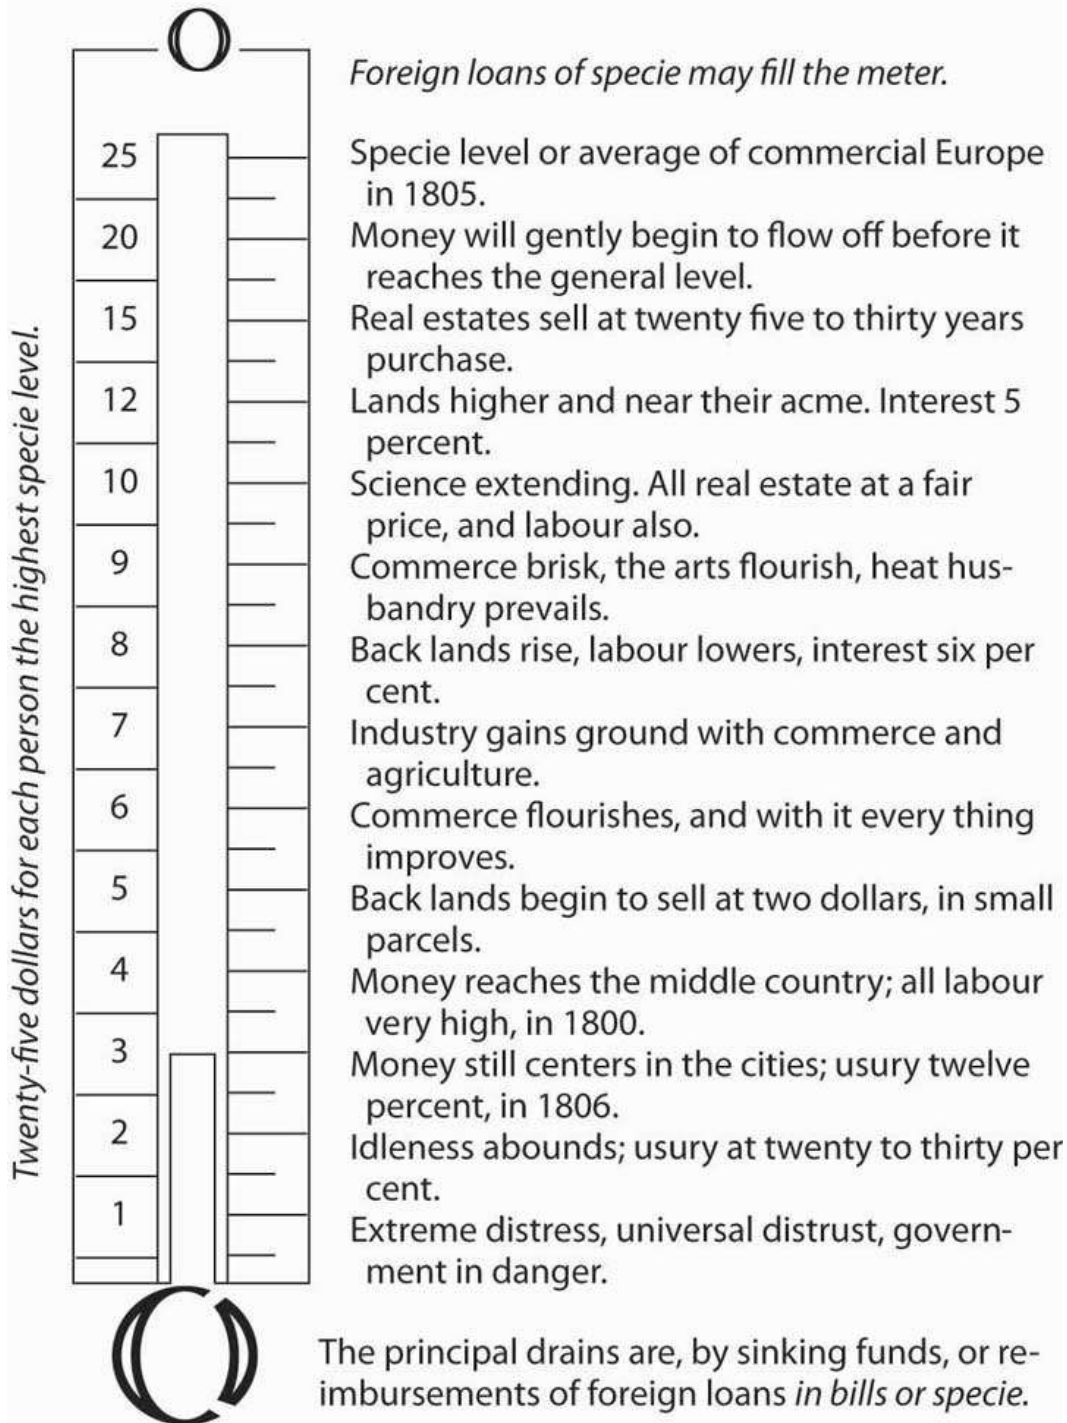 Foreign loans of specie may fill the meter.
25
Specie level or average of commercial Europe
in 1805.
20
Money will gently begin to flow off before it
reaches the general level.
15
Real estates sell at twenty five to thirty years
purchase.
12
Lands higher and near their acme. Interest 5
percent.
10
Science extending. All real estate at a fair
price, and labour also.
9
Commerce brisk, the arts flourish, heat hus-
bandry prevails.
8
Back lands rise, labour lowers, interest six per
cent.
7
Industry gains ground with commerce and
agriculture.
6
Commerce flourishes, and with it every thing
improves.
5
Back lands begin to sell at two dollars, in small
parcels.
4
Money reaches the middle country; all labour
very high, in 1800.
3
Money still centers in the cities; usury twelve
percent, in 1806.
2
Idleness abounds; usury at twenty to thirty per
cent.
1
Extreme distress, universal distrust, govern-
ment in danger.
The principal drains are, by sinking funds, or re-
imbursements of foreign loans in bills or specie.
Twenty-five dollars for each person the highest specie level.